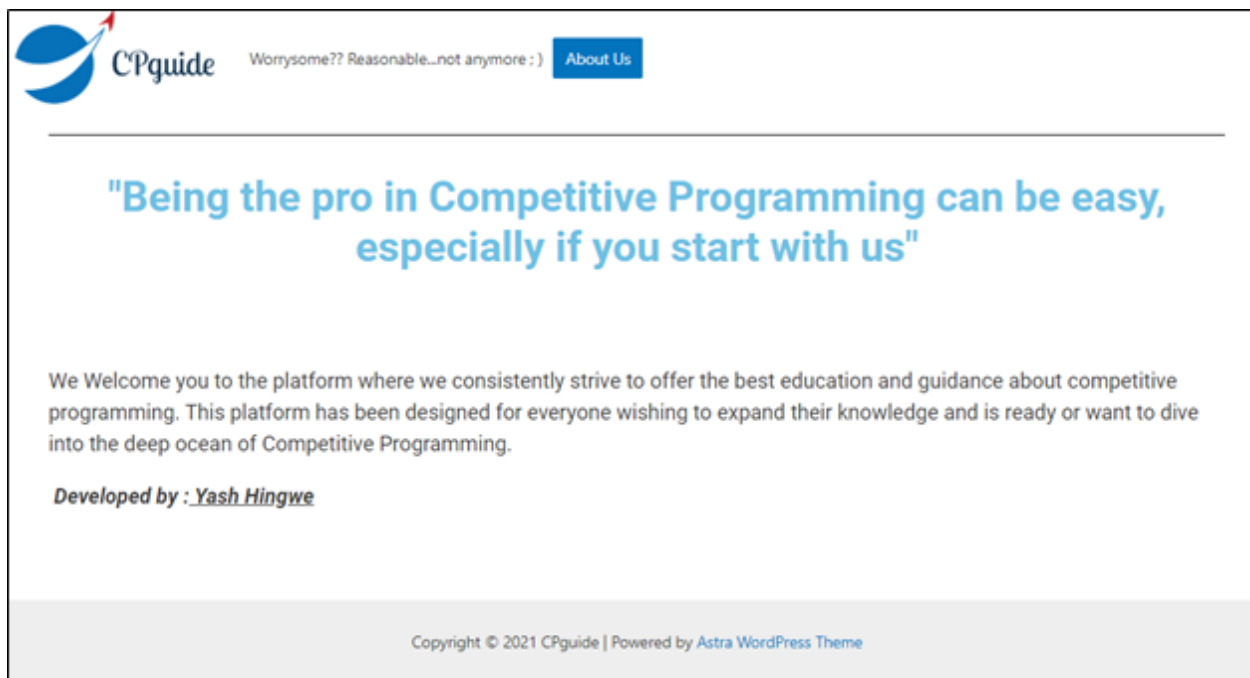 CPguide
Worrysome?? Reasonable...not anymore ; )
About Us
"Being the pro in Competitive Programming can be easy,
especially if you start with us"
We Welcome you to the platform where we consistently strive to offer the best education and guidance about competitive
programming. This platform has been designed for everyone wishing to expand their knowledge and is ready or want to dive
into the deep ocean of Competitive Programming.
Developed by : Yash Hingwe
Copyright © 2021 CPguide | Powered by Astra WordPress Theme